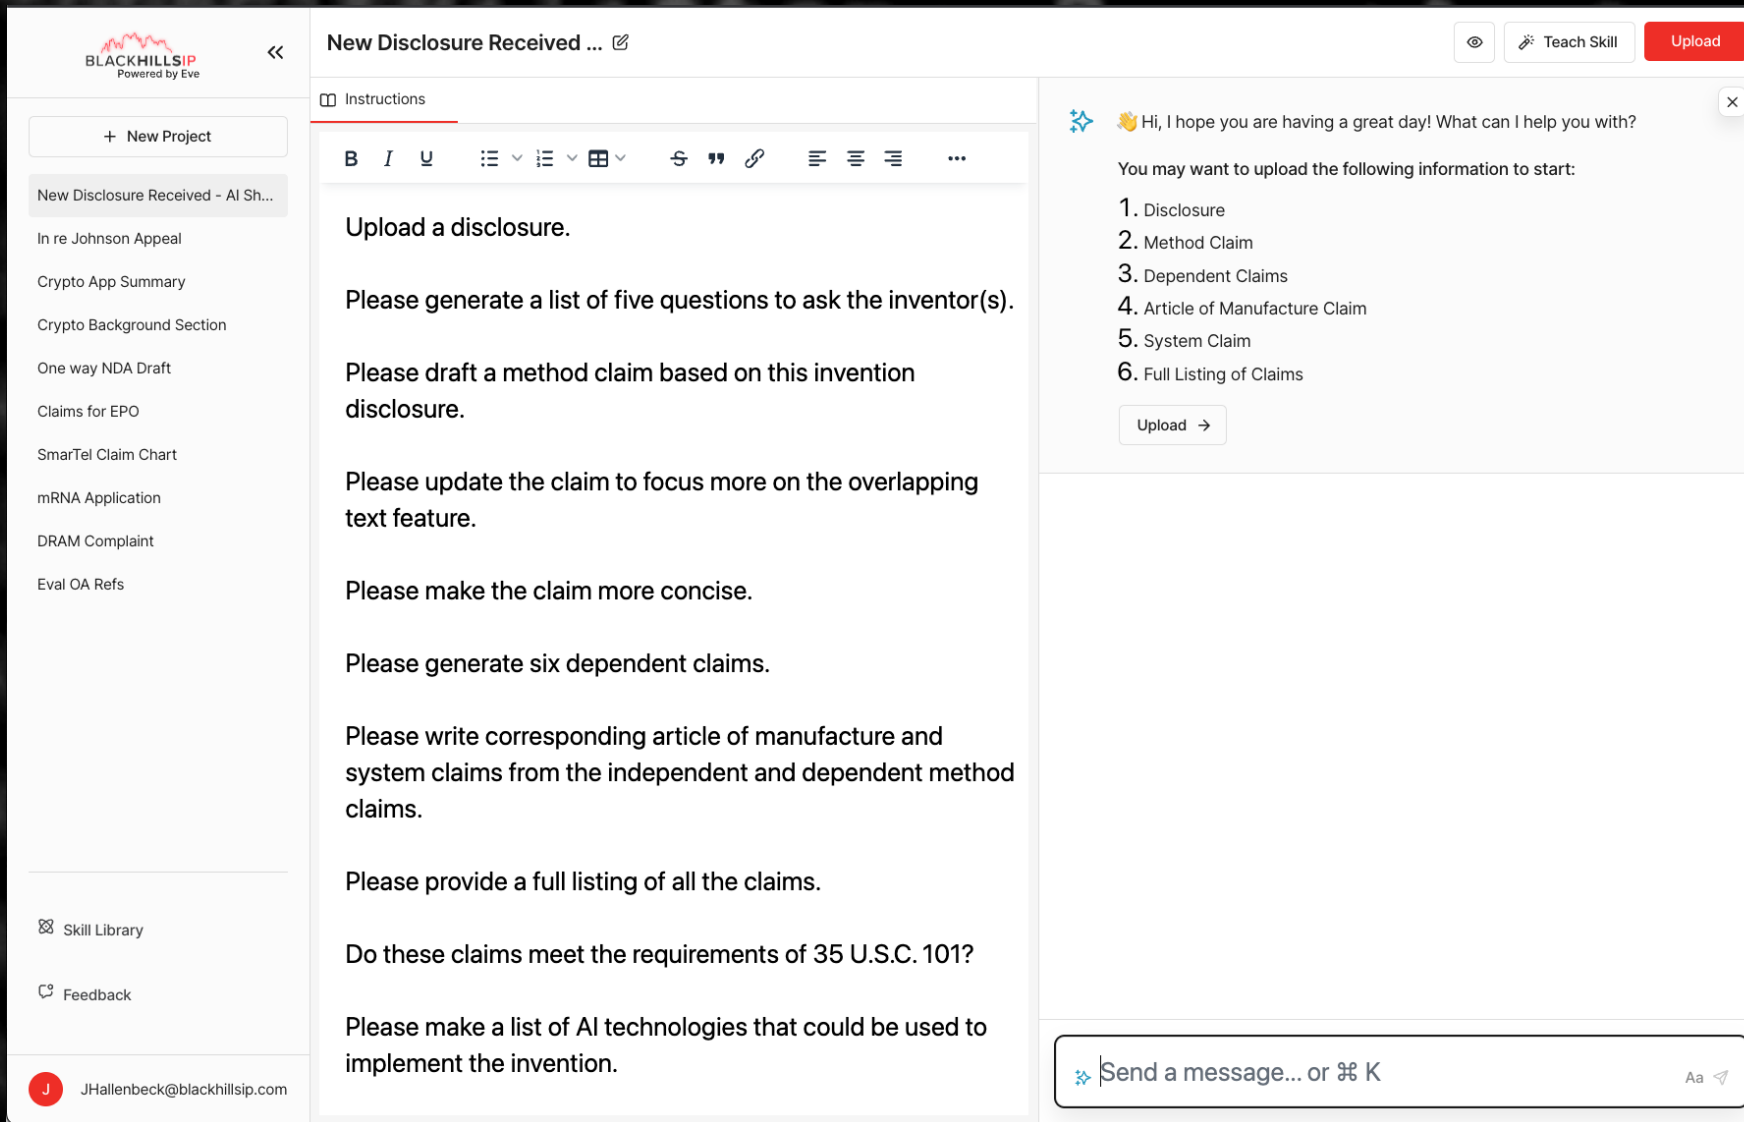 BLACKHILLSIP
Powered by Eve
New Project
New Disclosure Received - AI Sh...
In re Johnson Appeal
Crypto App Summary
Crypto Background Section
One way NDA Draft
Claims for EPO
SmarTel Claim Chart
mRNA Application
DRAM Complaint
Eval OA Refs
Skill Library
Feedback
J
JHallenbeck@blackhillsip.com
New Disclosure Received ...
Teach Skill
Upload
Instructions
B I U
Upload a disclosure.
Please generate a list of five questions to ask the inventor(s).
Please draft a method claim based on this invention
disclosure.
Please update the claim to focus more on the overlapping
text feature.
Please make the claim more concise.
Please generate six dependent claims.
Please write corresponding article of manufacture and
system claims from the independent and dependent method
claims.
Please provide a full listing of all the claims.
Do these claims meet the requirements of 35 U.S.C. 101?
Please make a list of AI technologies that could be used to
implement the invention.
👋 Hi, I hope you are having a great day! What can I help you with?
You may want to upload the following information to start:
1. Disclosure
2. Method Claim
3. Dependent Claims
4. Article of Manufacture Claim
5. System Claim
6. Full Listing of Claims
Upload →
Send a message... or ⌘ K
Aa